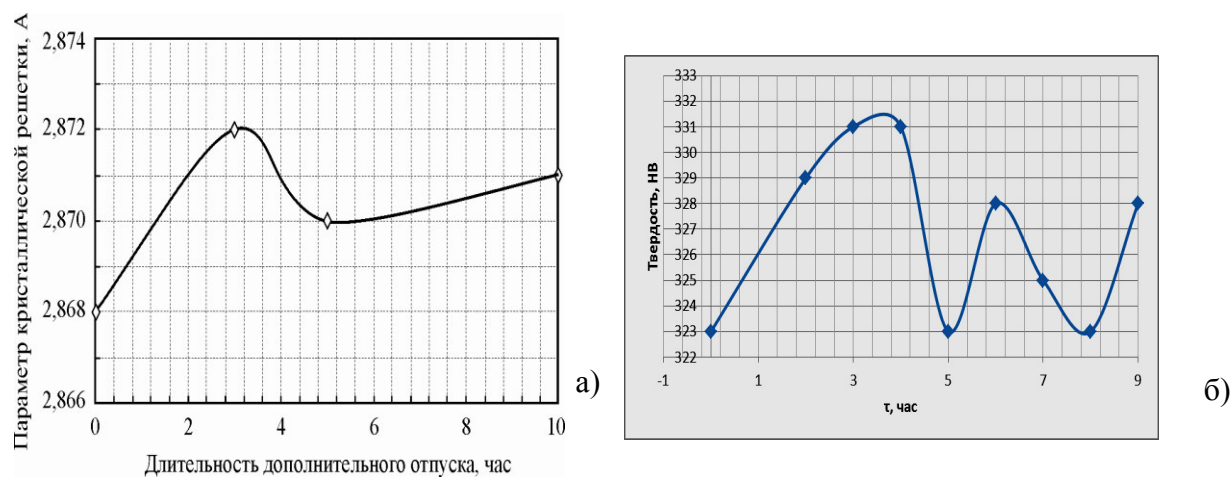 Параметр кристаллической решетки, А
2,874
2,872
2,870
2,868
2,866
0 2 4 6 8 10
Длительность дополнительного отпуска, час
а)
Твердость, НВ
333
332
331
330
329
328
327
326
325
324
323
322
-1 1 3 5 7 9
τ, час
б)